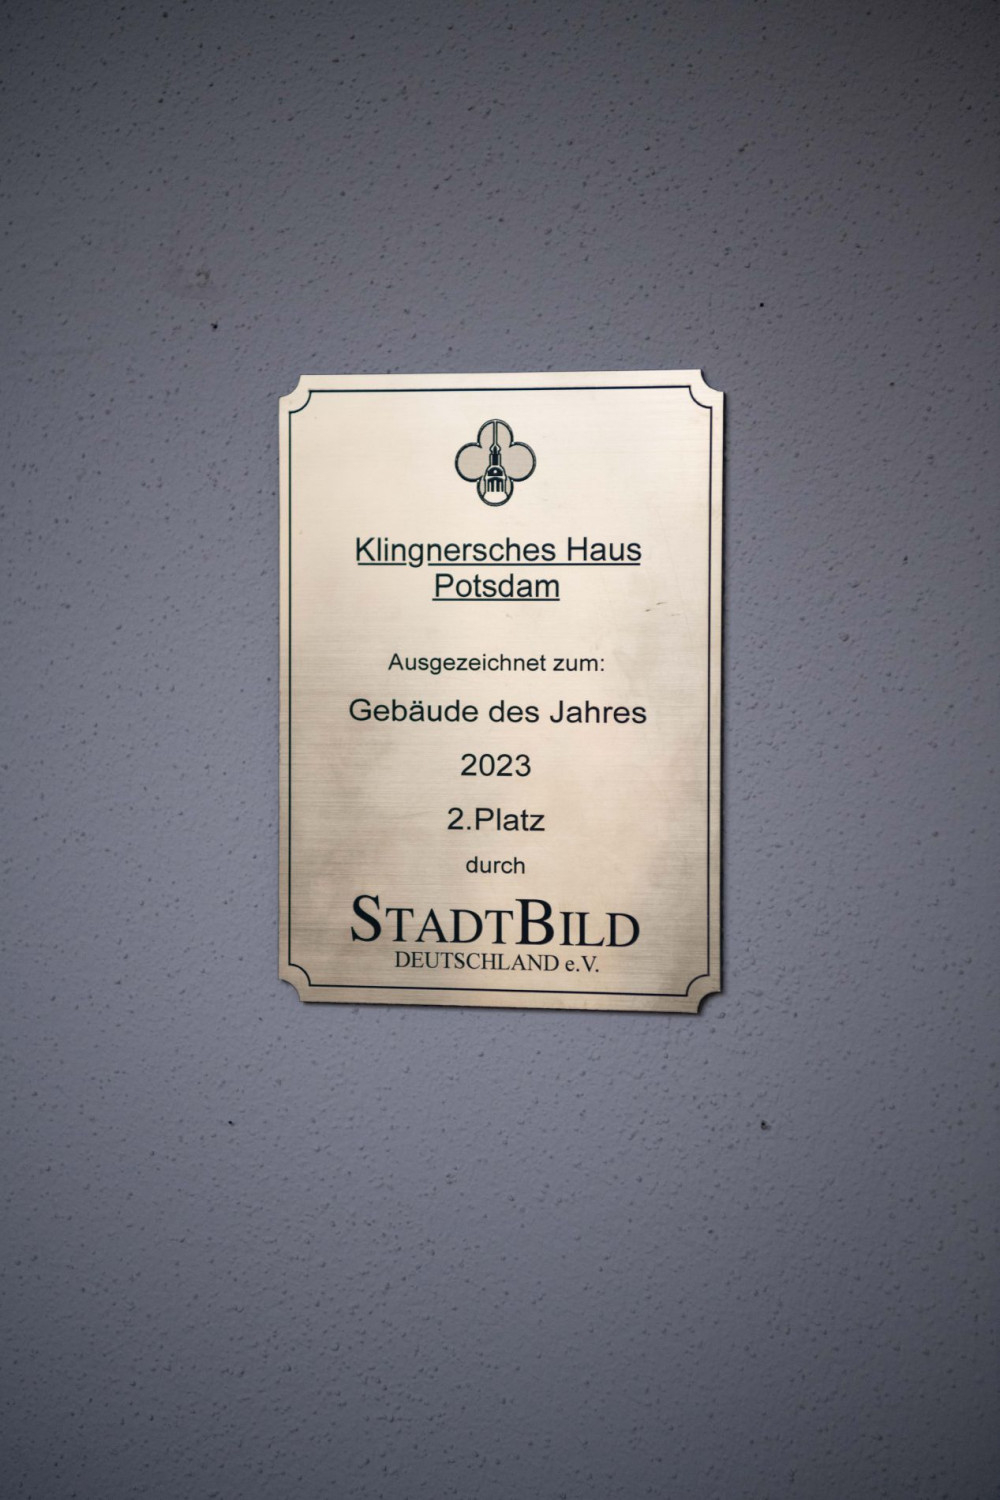 Klingnersches Haus
Potsdam
Ausgezeichnet zum:
Gebäude des Jahres
2023
2.Platz
durch
STADTBILD
DEUTSCHLAND e.V.